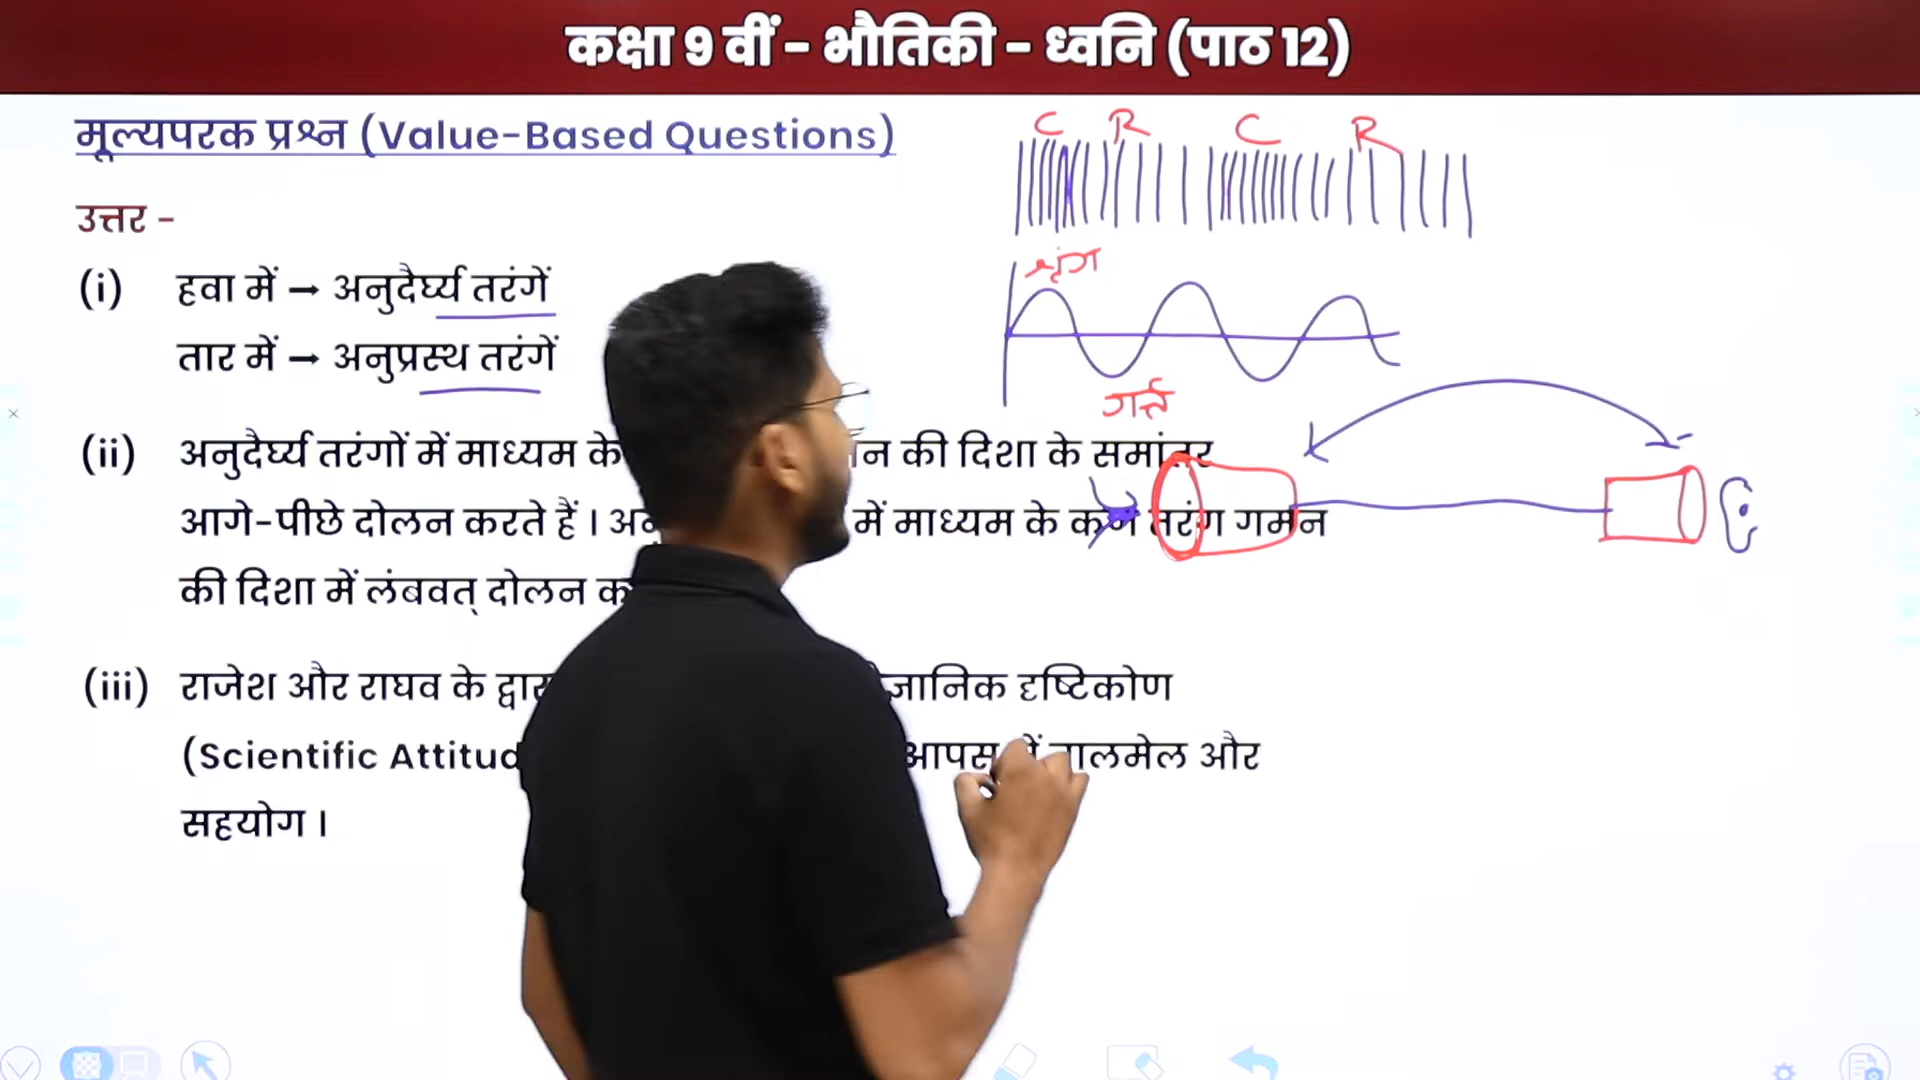 कक्षा 9 वीं - भौतिकी - ध्वनि (पाठ 12)
मूल्यपरक प्रश्न (Value-Based Questions)
C R C R
उत्तर -
(i) हवा में → अनुदैर्घ्य तरंगें
शृंग
तार में → अनुप्रस्थ तरंगें
गर्त्त
(ii) अनुदैर्घ्य तरंगों में माध्यम के की दिशा के समांतर
आगे-पीछे दोलन करते हैं । में माध्यम के कण तरंग गमन
की दिशा में लंबवत् दोलन
(iii) राजेश और राघव के दृष्टिकोण
(Scientific आपस में तालमेल और
सहयोग ।